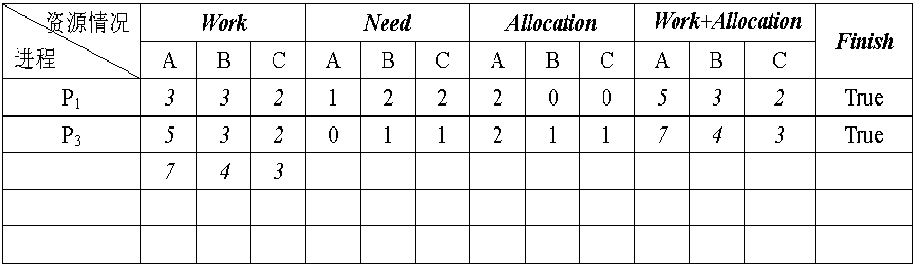 资源情况 Work Need Allocation Work+Allocation Finish
进程 A B C A B C A B C A B C
P₁ 3 3 2 1 2 2 2 0 0 5 3 2 True
P₃ 5 3 2 0 1 1 2 1 1 7 4 3 True
7 4 3